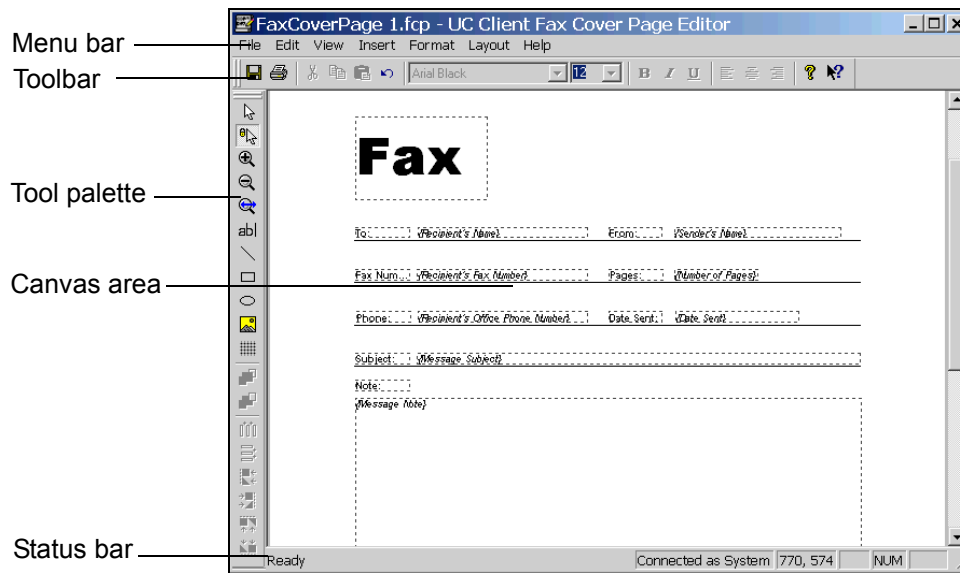 FaxCoverPage 1.fcp - UC Client Fax Cover Page Editor
Menu bar
File Edit View Insert Format Layout Help
Toolbar
Arial Black 12 B I U
Fax
Tool palette
abl
To: {Recipient's Name} From: {Sender's Name}
Fax Num... {Recipient's Fax Number} Pages: {Number of Pages}
Canvas area
Phone: {Recipient's Office Phone Number} Date Sent: {Date Sent}
Subject: {Message Subject}
Note:
{Message Note}
Status bar
Ready Connected as System 770, 574 NUM